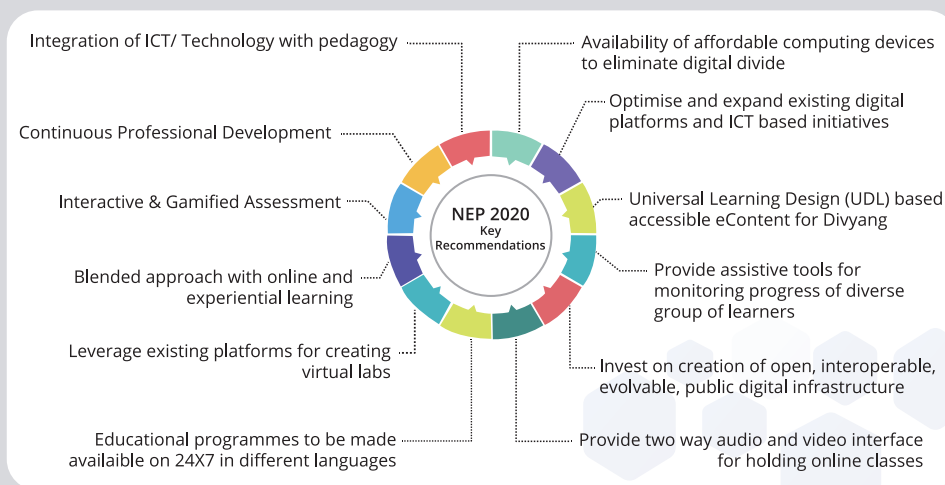 Integration of ICT/ Technology with pedagogy
Continuous Professional Development
Interactive & Gamified Assessment
Blended approach with online and
experiential learning
Leverage existing platforms for creating
virtual labs
Educational programmes to be made
availaible on 24X7 in different languages
NEP 2020
Key
Recommendations
Availability of affordable computing devices
to eliminate digital divide
Optimise and expand existing digital
platforms and ICT based initiatives
Universal Learning Design (UDL) based
accessible eContent for Divyang
Provide assistive tools for
monitoring progress of diverse
group of learners
Invest on creation of open, interoperable,
evolvable, public digital infrastructure
Provide two way audio and video interface
for holding online classes